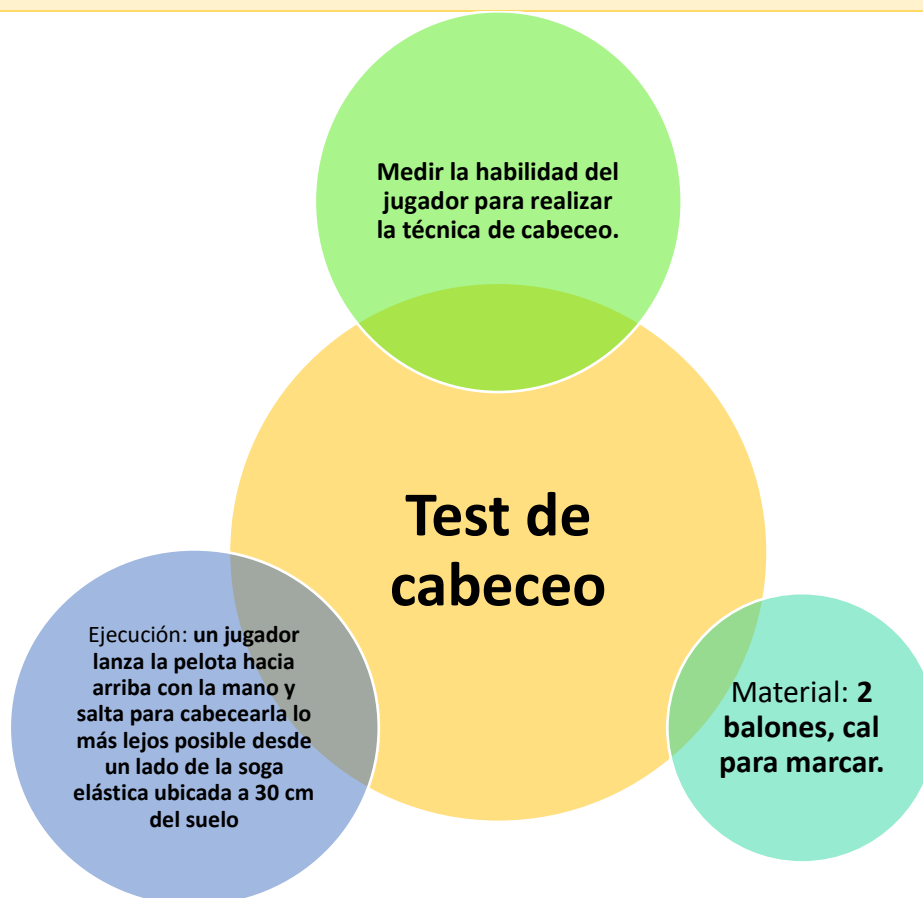 Medir la habilidad del
jugador para realizar
la técnica de cabeceo.
Test de
cabeceo
Ejecución: un jugador
lanza la pelota hacia
arriba con la mano y
salta para cabecearla lo
más lejos posible desde
un lado de la soga
elástica ubicada a 30 cm
del suelo
Material: 2
balones, cal
para marcar.